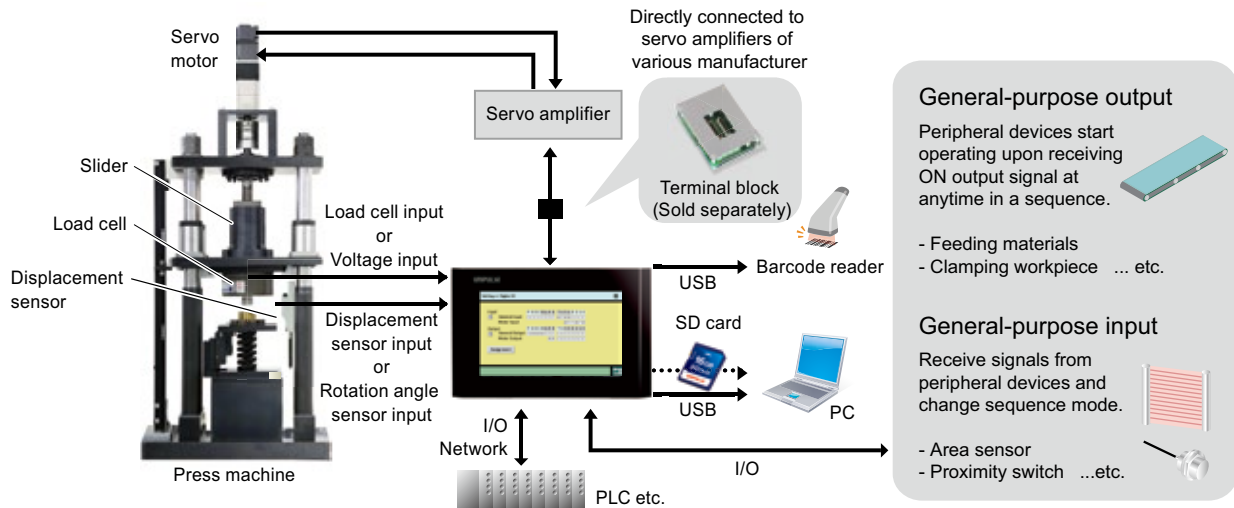 Servo
motor
Slider
Load cell
Displacement
sensor
Press machine
Load cell input
or
Voltage input
Displacement
sensor input
or
Rotation angle
sensor input
Servo amplifier
Directly connected to
servo amplifiers of
various manufacturer
Terminal block
(Sold separately)
USB
Barcode reader
SD card
USB
PC
I/O
Network
PLC etc.
I/O
General-purpose output
Peripheral devices start
operating upon receiving
ON output signal at
anytime in a sequence.
- Feeding materials
- Clamping workpiece ... etc.
General-purpose input
Receive signals from
peripheral devices and
change sequence mode.
- Area sensor
- Proximity switch ...etc.